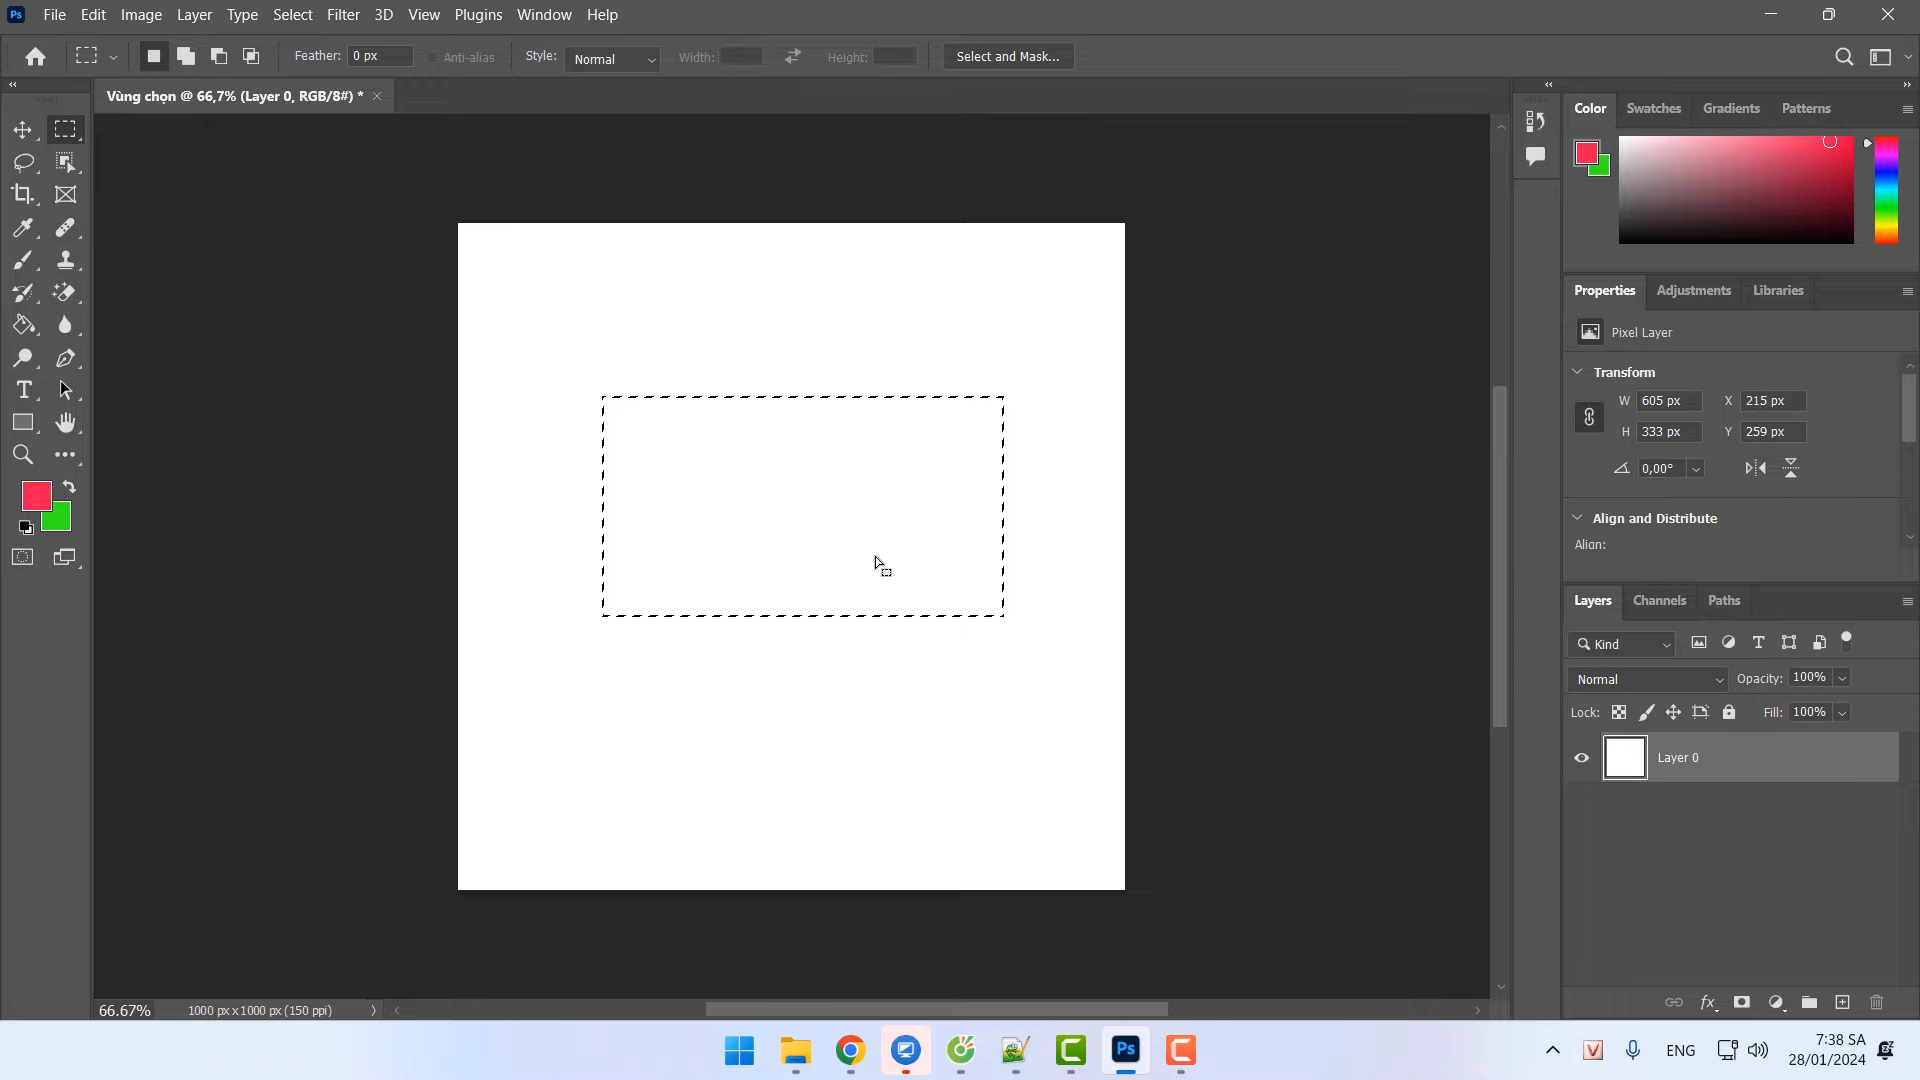 Ps File Edit Image Layer Type Select Filter 3D View Plugins Window Help
Feather: 0 px Anti-alias Style: Normal Width: Height: Select and Mask...
Vùng chọn @ 66,7% (Layer 0, RGB/8#) *
Color Swatches Gradients Patterns
Properties Adjustments Libraries
Pixel Layer
Transform
W 605 px X 215 px
H 333 px Y 259 px
0,00°
Align and Distribute
Align:
Layers Channels Paths
Kind
Normal Opacity: 100%
Lock: Fill: 100%
Layer 0
66.67% 1000 px x 1000 px (150 ppi)
Ps
ENG
7:38 SA
28/01/2024